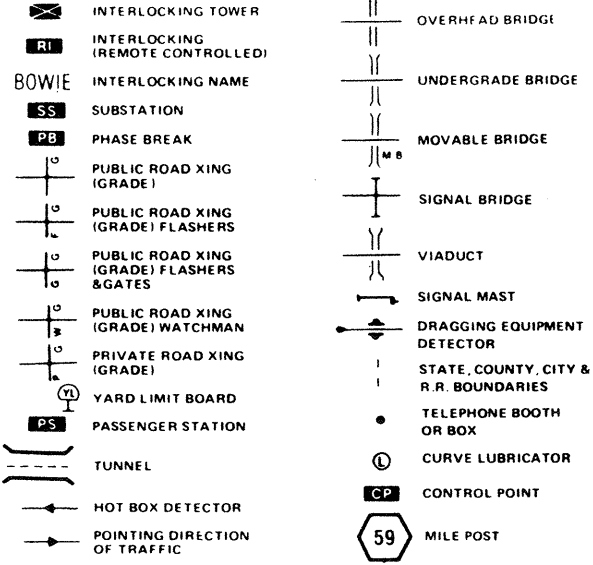 INTERLOCKING TOWER
RI INTERLOCKING
(REMOTE CONTROLLED)
BOWIE INTERLOCKING NAME
SS SUBSTATION
PB PHASE BREAK
G PUBLIC ROAD XING
(GRADE)
G PUBLIC ROAD XING
F (GRADE) FLASHERS
G PUBLIC ROAD XING
(GRADE) FLASHERS
G &GATES
G PUBLIC ROAD XING
W (GRADE) WATCHMAN
G PRIVATE ROAD XING
P (GRADE)
YL YARD LIMIT BOARD
PS PASSENGER STATION
TUNNEL
HOT BOX DETECTOR
POINTING DIRECTION
OF TRAFFIC
OVERHEAD BRIDGE
UNDERGRADE BRIDGE
MOVABLE BRIDGE
M B
SIGNAL BRIDGE
VIADUCT
SIGNAL MAST
DRAGGING EQUIPMENT
DETECTOR
STATE, COUNTY, CITY &
R.R. BOUNDARIES
TELEPHONE BOOTH
OR BOX
L CURVE LUBRICATOR
CP CONTROL POINT
59 MILE POST